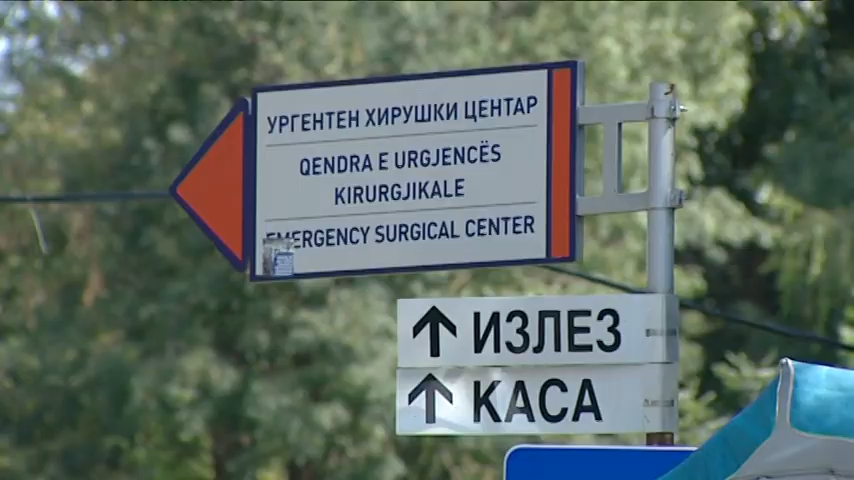 УРГЕНТЕН ХИРУШКИ ЦЕНТАР
QENDRA E URGJENCËS
KIRURGJIKALE
EMERGENCY SURGICAL CENTER
ИЗЛЕЗ
КАСА